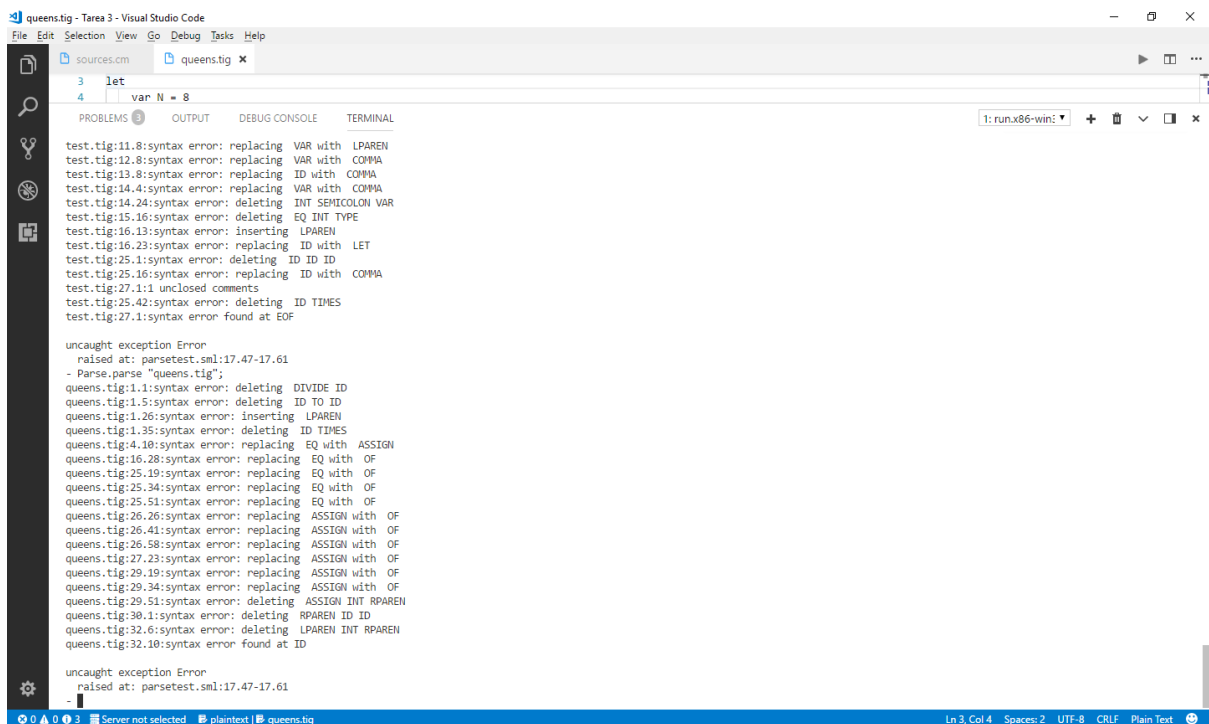 queens.tig - Tarea 3 - Visual Studio Code
File Edit Selection View Go Debug Tasks Help
sources.cm queens.tig
3 let
4 var N = 8
PROBLEMS 3 OUTPUT DEBUG CONSOLE TERMINAL 1: run.x86-win
test.tig:11.8:syntax error: replacing VAR with LPAREN
test.tig:12.8:syntax error: replacing VAR with COMMA
test.tig:13.8:syntax error: replacing ID with COMMA
test.tig:14.4:syntax error: replacing VAR with COMMA
test.tig:14.24:syntax error: deleting INT SEMICOLON VAR
test.tig:15.16:syntax error: deleting EQ INT TYPE
test.tig:16.13:syntax error: inserting LPAREN
test.tig:16.23:syntax error: replacing ID with LET
test.tig:25.1:syntax error: deleting ID ID ID
test.tig:25.16:syntax error: replacing ID with COMMA
test.tig:27.1:1 unclosed comments
test.tig:25.42:syntax error: deleting ID TIMES
test.tig:27.1:syntax error found at EOF
uncaught exception Error
raised at: parsetest.sml:17.47-17.61
- Parse.parse "queens.tig";
queens.tig:1.1:syntax error: deleting DIVIDE ID
queens.tig:1.5:syntax error: deleting ID TO ID
queens.tig:1.26:syntax error: inserting LPAREN
queens.tig:1.35:syntax error: deleting ID TIMES
queens.tig:4.10:syntax error: replacing EQ with ASSIGN
queens.tig:16.28:syntax error: replacing EQ with OF
queens.tig:25.19:syntax error: replacing EQ with OF
queens.tig:25.34:syntax error: replacing EQ with OF
queens.tig:25.51:syntax error: replacing EQ with OF
queens.tig:26.26:syntax error: replacing ASSIGN with OF
queens.tig:26.41:syntax error: replacing ASSIGN with OF
queens.tig:26.58:syntax error: replacing ASSIGN with OF
queens.tig:27.23:syntax error: replacing ASSIGN with OF
queens.tig:29.19:syntax error: replacing ASSIGN with OF
queens.tig:29.34:syntax error: replacing ASSIGN with OF
queens.tig:29.51:syntax error: deleting ASSIGN INT RPAREN
queens.tig:30.1:syntax error: deleting RPAREN ID ID
queens.tig:32.6:syntax error: deleting LPAREN INT RPAREN
queens.tig:32.10:syntax error found at ID
uncaught exception Error
raised at: parsetest.sml:17.47-17.61
-
0 0 3 Server not selected plaintext | queens.tig Ln 3, Col 4 Spaces: 2 UTF-8 CRLF Plain Text